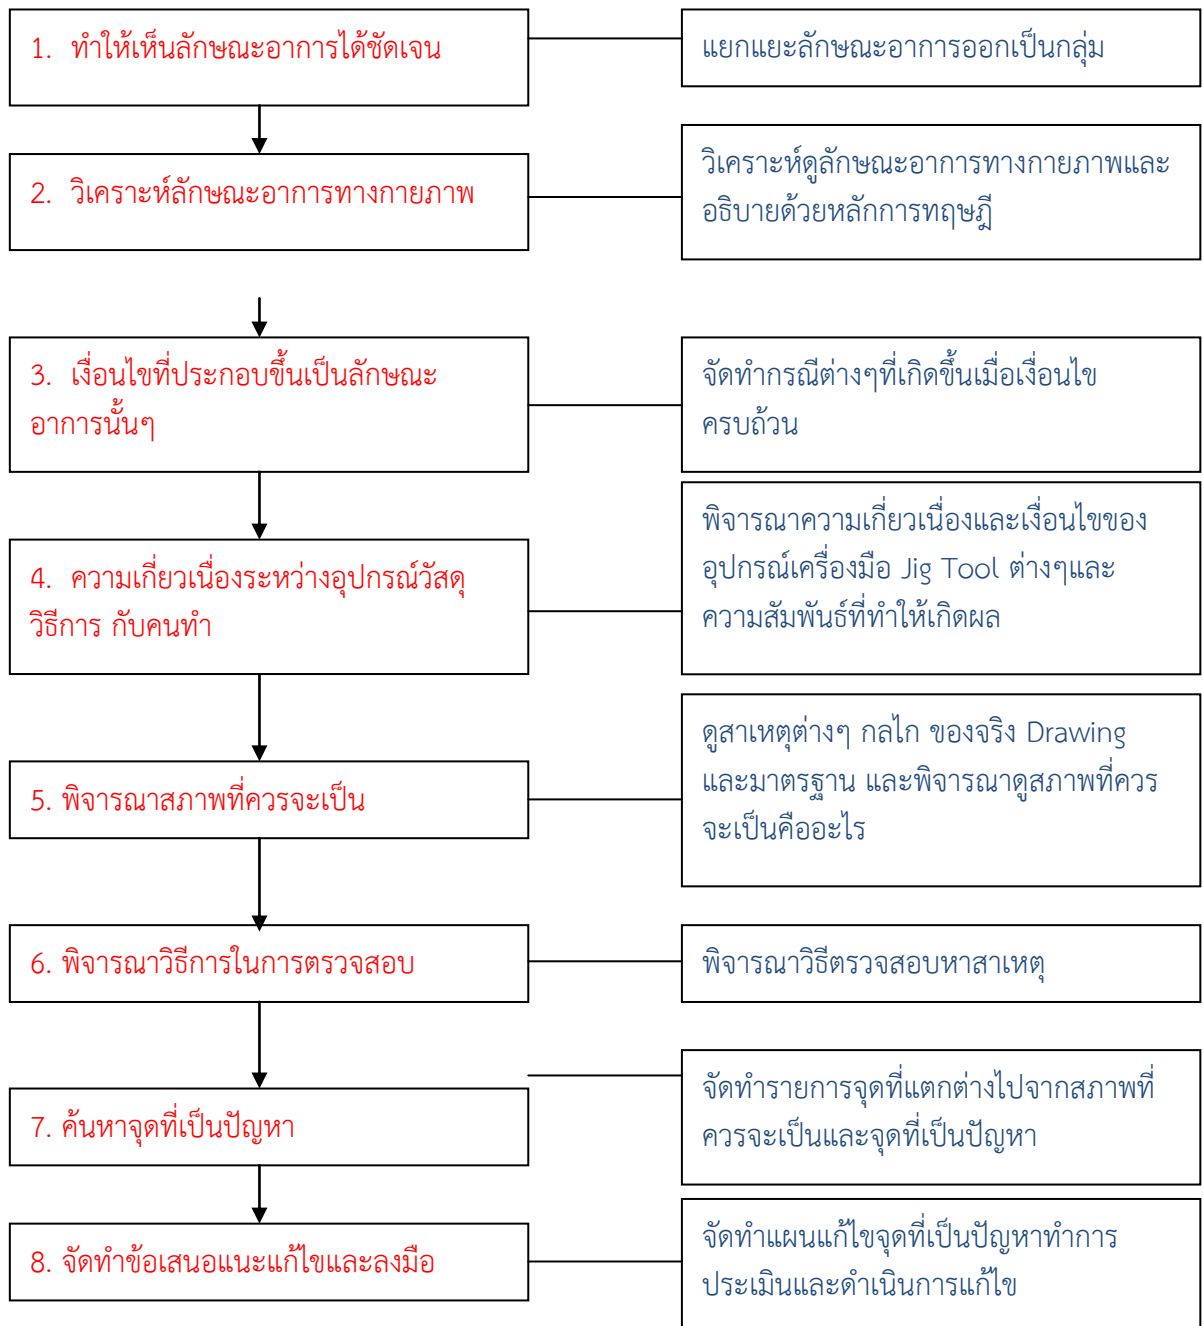 1. ทำให้เห็นลักษณะอาการได้ชัดเจน
แยกแยะลักษณะอาการออกเป็นกลุ่ม
2. วิเคราะห์ลักษณะอาการทางกายภาพ
วิเคราะห์ดูลักษณะอาการทางกายภาพและ
อธิบายด้วยหลักการทฤษฎี
3. เงื่อนไขที่ประกอบขึ้นเป็นลักษณะ
อาการนั้นๆ
จัดทำกรณีต่างๆที่เกิดขึ้นเมื่อเงื่อนไข
ครบถ้วน
4. ความเกี่ยวเนื่องระหว่างอุปกรณ์วัสดุ
วิธีการ กับคนทำ
พิจารณาความเกี่ยวเนื่องและเงื่อนไขของ
อุปกรณ์เครื่องมือ Jig Tool ต่างๆและ
ความสัมพันธ์ที่ทำให้เกิดผล
5. พิจารณาสภาพที่ควรจะเป็น
ดูสาเหตุต่างๆ กลไก ของจริง Drawing
และมาตรฐาน และพิจารณาดูสภาพที่ควร
จะเป็นคืออะไร
6. พิจารณาวิธีการในการตรวจสอบ
พิจารณาวิธีตรวจสอบหาสาเหตุ
7. ค้นหาจุดที่เป็นปัญหา
จัดทำรายการจุดที่แตกต่างไปจากสภาพที่
ควรจะเป็นและจุดที่เป็นปัญหา
8. จัดทำข้อเสนอแนะแก้ไขและลงมือ
จัดทำแผนแก้ไขจุดที่เป็นปัญหาทำการ
ประเมินและดำเนินการแก้ไข